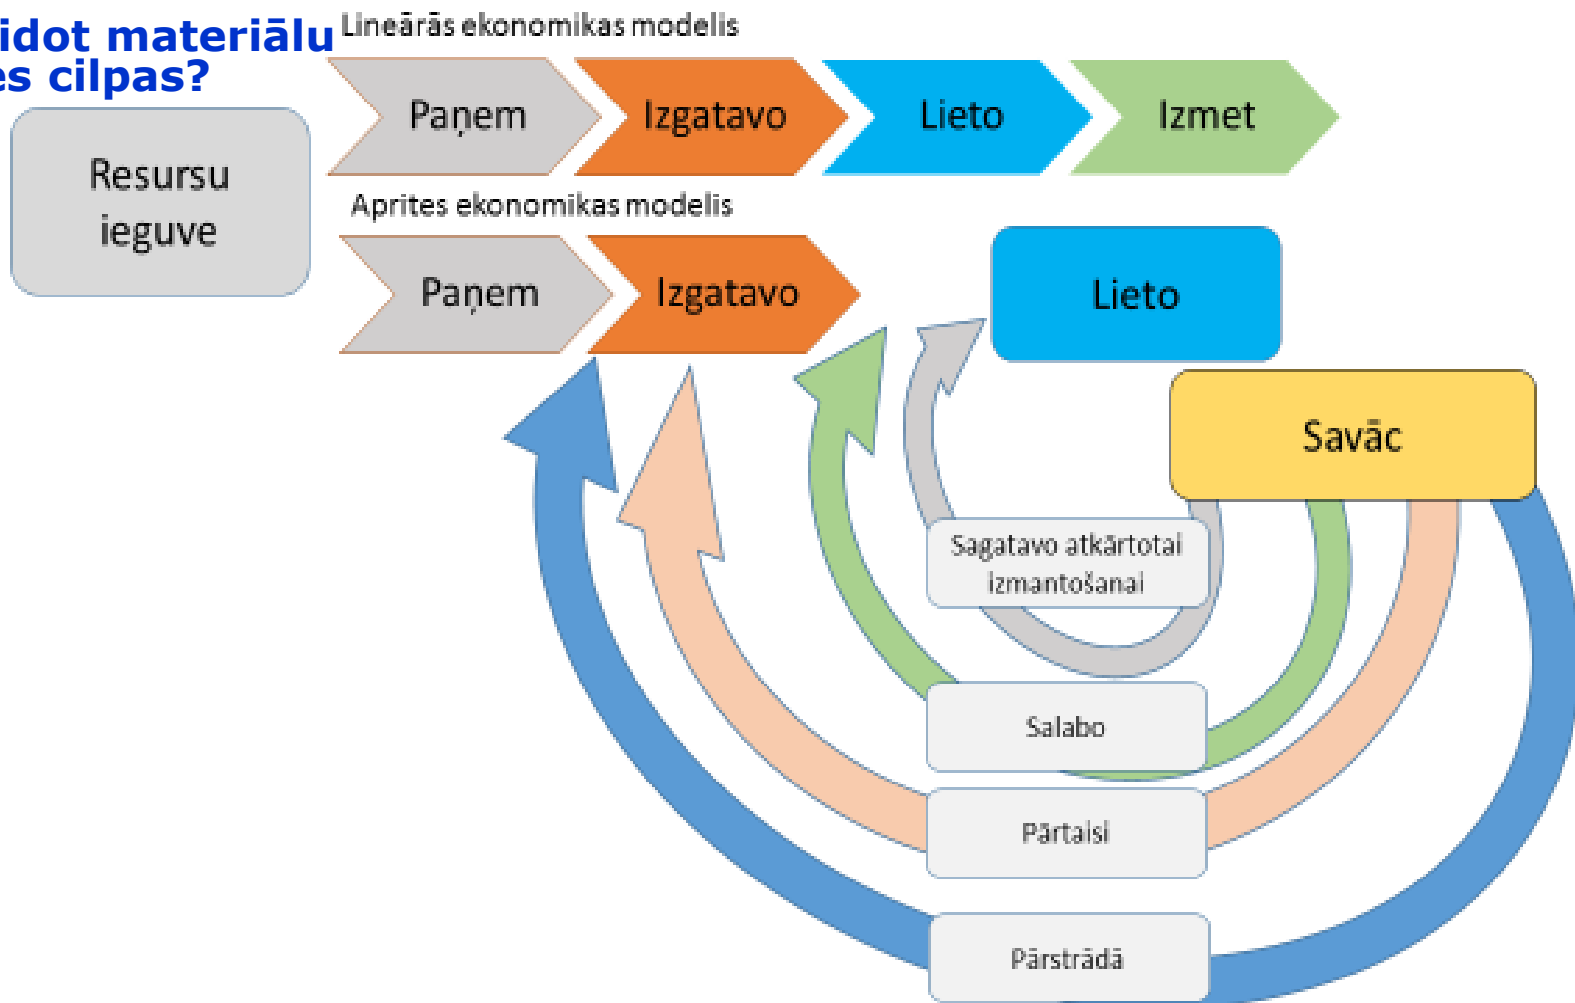 idot materiālu
es cilpas?
Lineārās ekonomikas modelis
Paņem
Izgatavo
Lieto
Izmet
Resursu
ieguve
Aprites ekonomikas modelis
Paņem
Izgatavo
Lieto
Savāc
Sagatavo atkārtotai
izmantošanai
Salabo
Pārtaisi
Pārstrādā